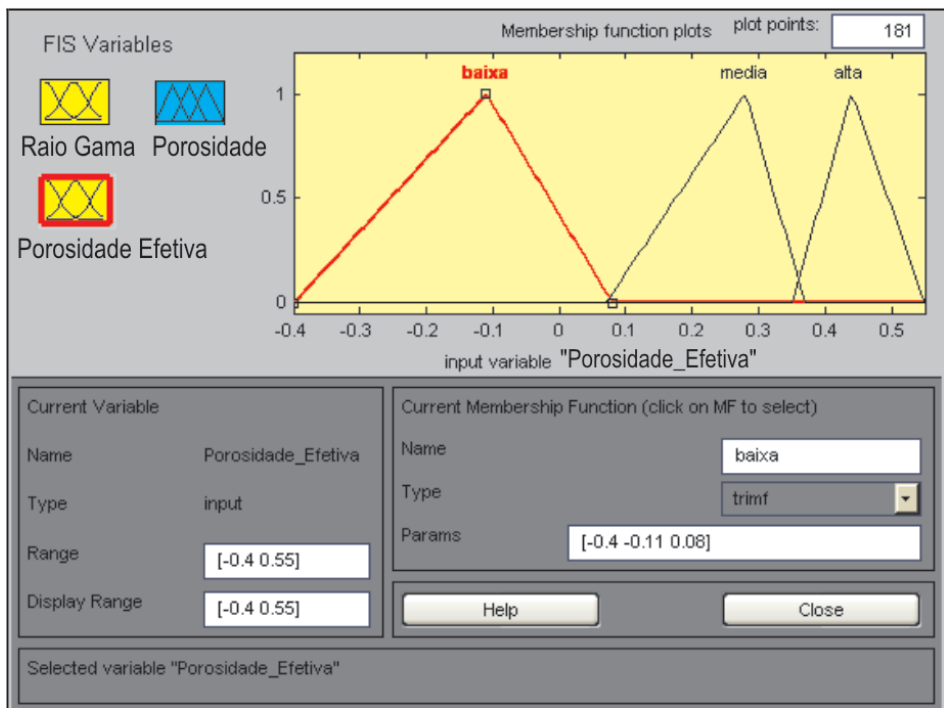 FIS Variables
Membership function plots plot points: 181
Raio Gama Porosidade
Porosidade Efetiva
baixa media alta
1
0.5
0
-0.4 -0.3 -0.2 -0.1 0 0.1 0.2 0.3 0.4 0.5
input variable "Porosidade_Efetiva"
Current Variable
Name Porosidade_Efetiva
Type input
Range [-0.4 0.55]
Display Range [-0.4 0.55]
Current Membership Function (click on MF to select)
Name baixa
Type trimf
Params [-0.4 -0.11 0.08]
Help Close
Selected variable "Porosidade_Efetiva"